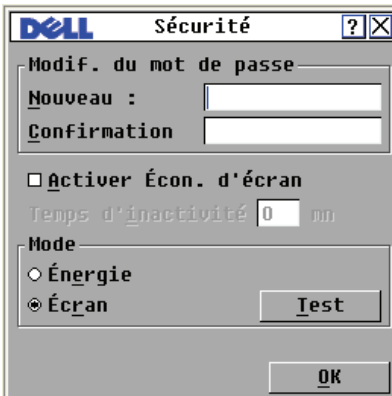 DELL Sécurité ? X
Modif. du mot de passe
Nouveau :
Confirmation
Activer Écon. d'écran
Temps d'inactivité 0 mn
Mode
Énergie
Écran Test
OK